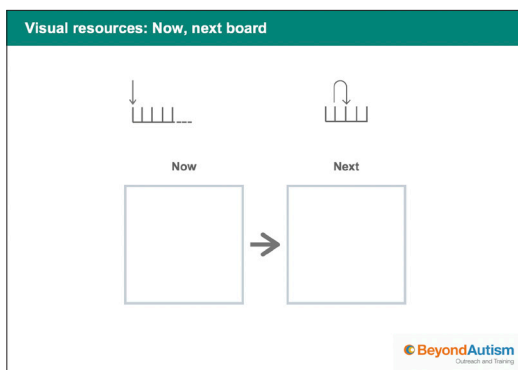 Visual resources: Now, next board
Now
Next
BeyondAutism
Outreach and Training